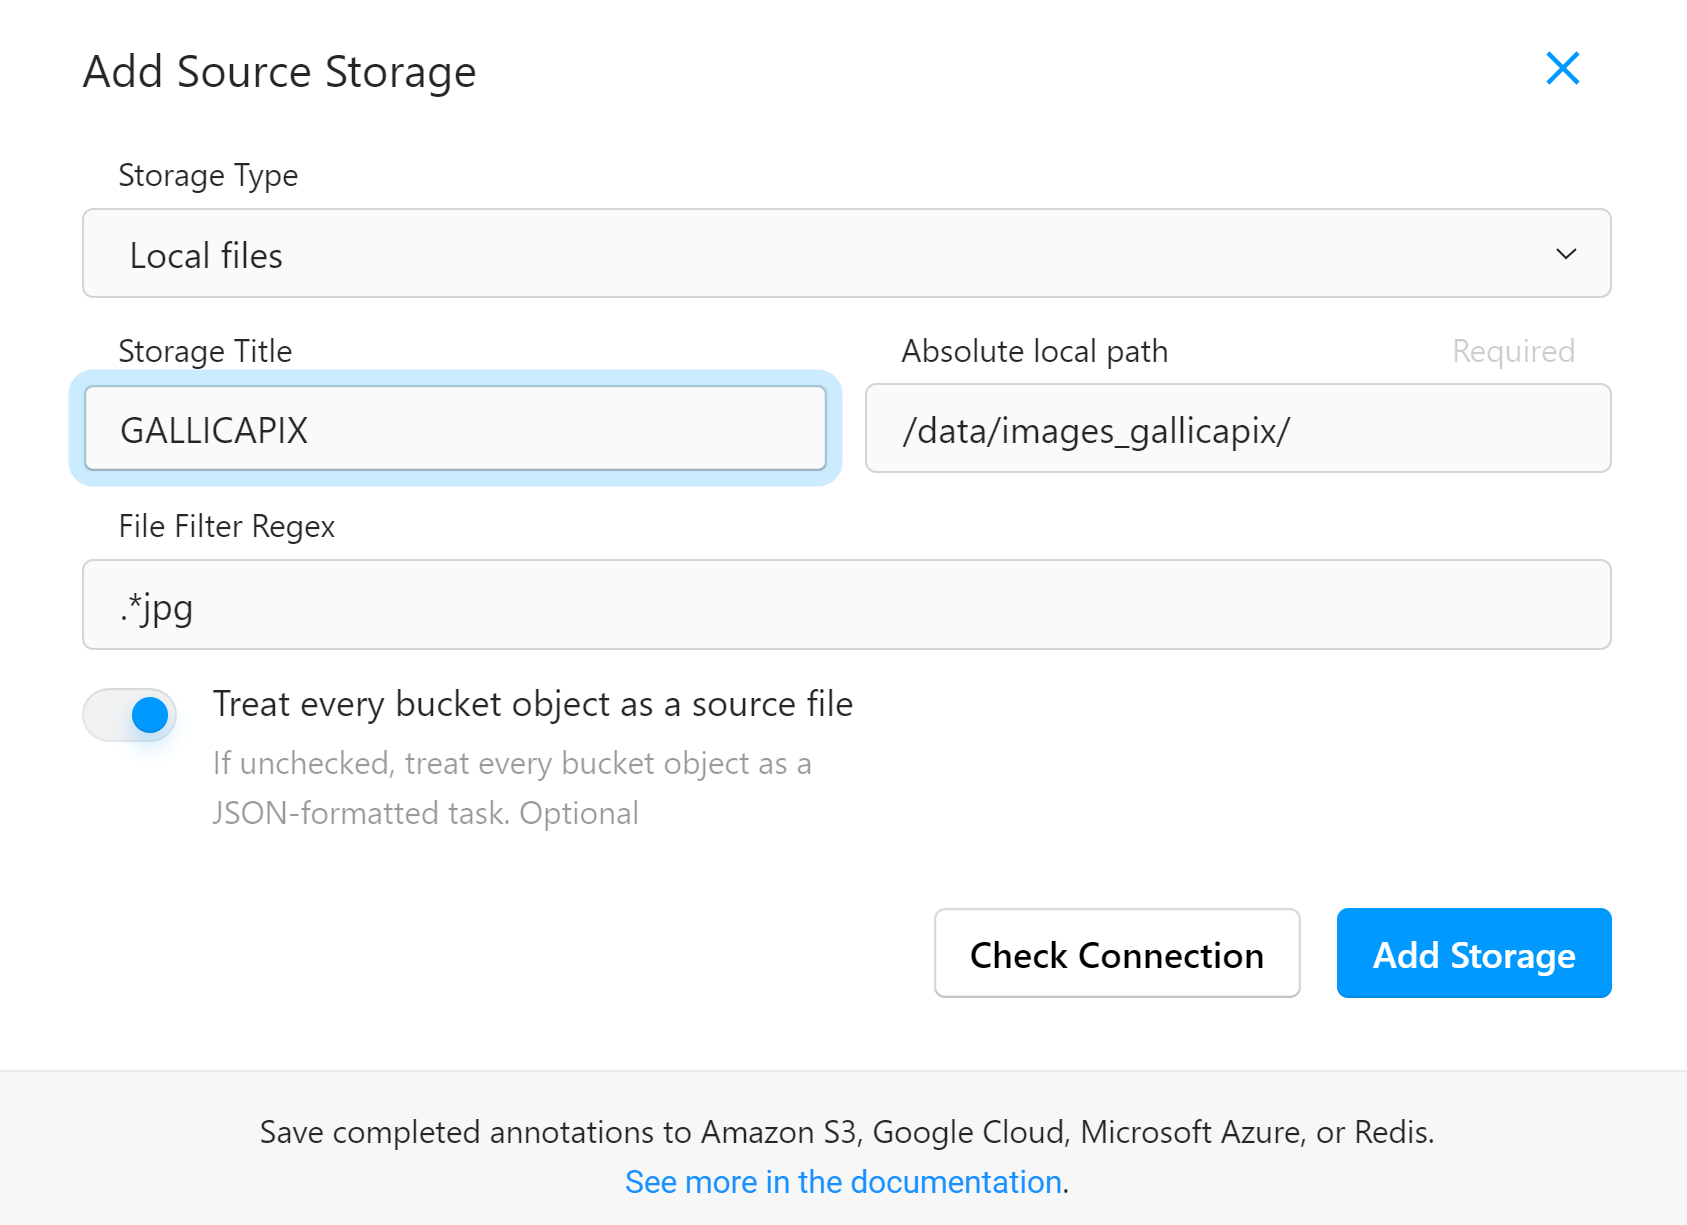 Add Source Storage
Storage Type
Local files
Storage Title
Absolute local path Required
GALLICAPIX
/data/images_gallicapix/
File Filter Regex
.*jpg
Treat every bucket object as a source file
If unchecked, treat every bucket object as a
JSON-formatted task. Optional
Check Connection
Add Storage
Save completed annotations to Amazon S3, Google Cloud, Microsoft Azure, or Redis.
See more in the documentation.